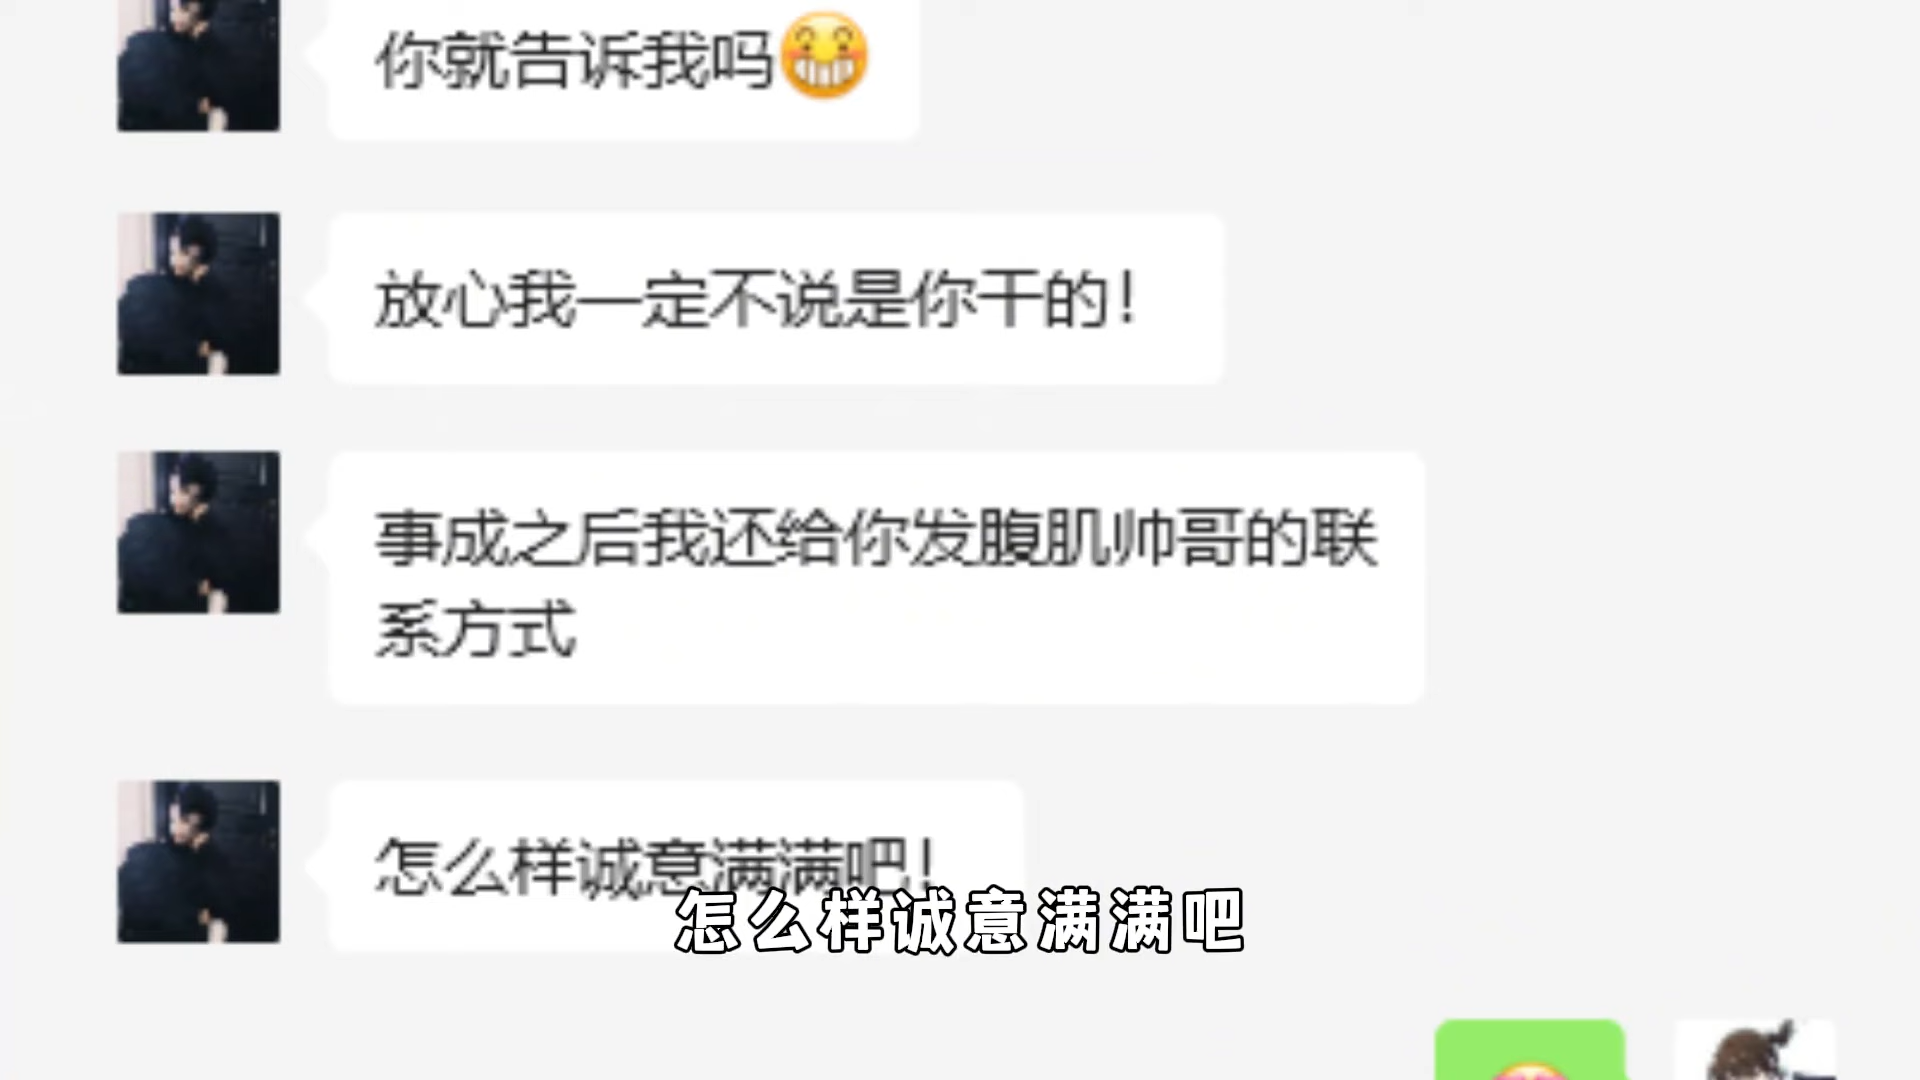 你就告诉我吗
放心我一定不说是你干的!
事成之后我还给你发腹肌帅哥的联
系方式
怎么样诚意满满吧!
怎么样诚意满满吧